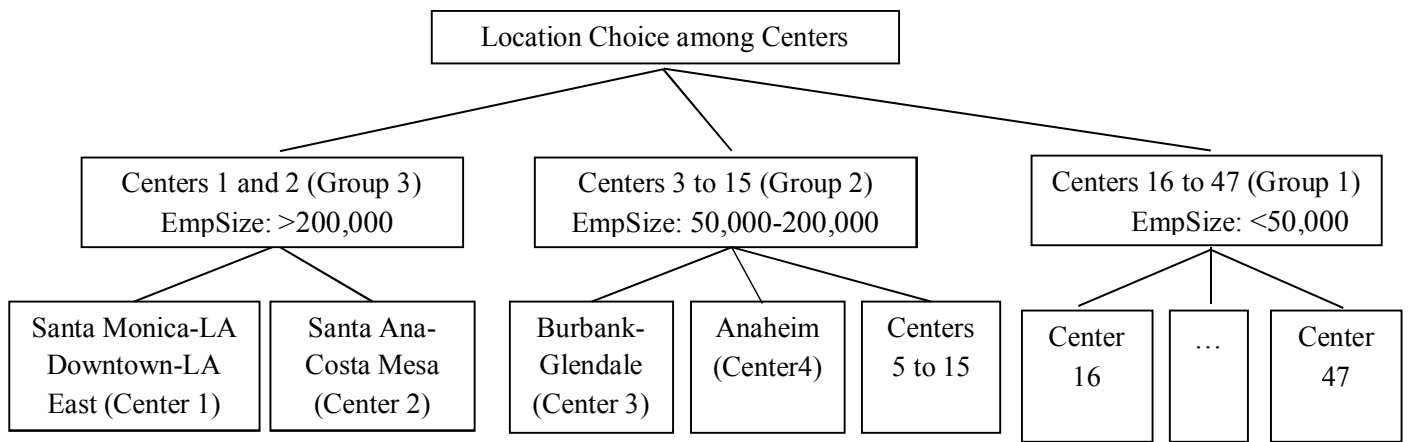 Location Choice among Centers
Centers 1 and 2 (Group 3)
EmpSize: >200,000
Centers 3 to 15 (Group 2)
EmpSize: 50,000-200,000
Centers 16 to 47 (Group 1)
EmpSize: <50,000
Santa Monica-LA
Downtown-LA
East (Center 1)
Santa Ana-
Costa Mesa
(Center 2)
Burbank-
Glendale
(Center 3)
Anaheim
(Center4)
Centers
5 to 15
Center
16
…
Center
47